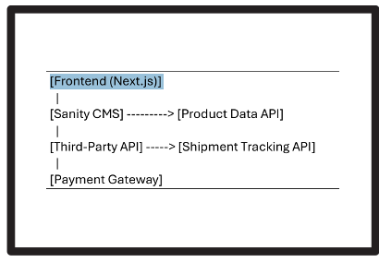 [Frontend (Next.js)]
|
[Sanity CMS] ---------> [Product Data API]
|
[Third-Party API] -----> [Shipment Tracking API]
|
[Payment Gateway]